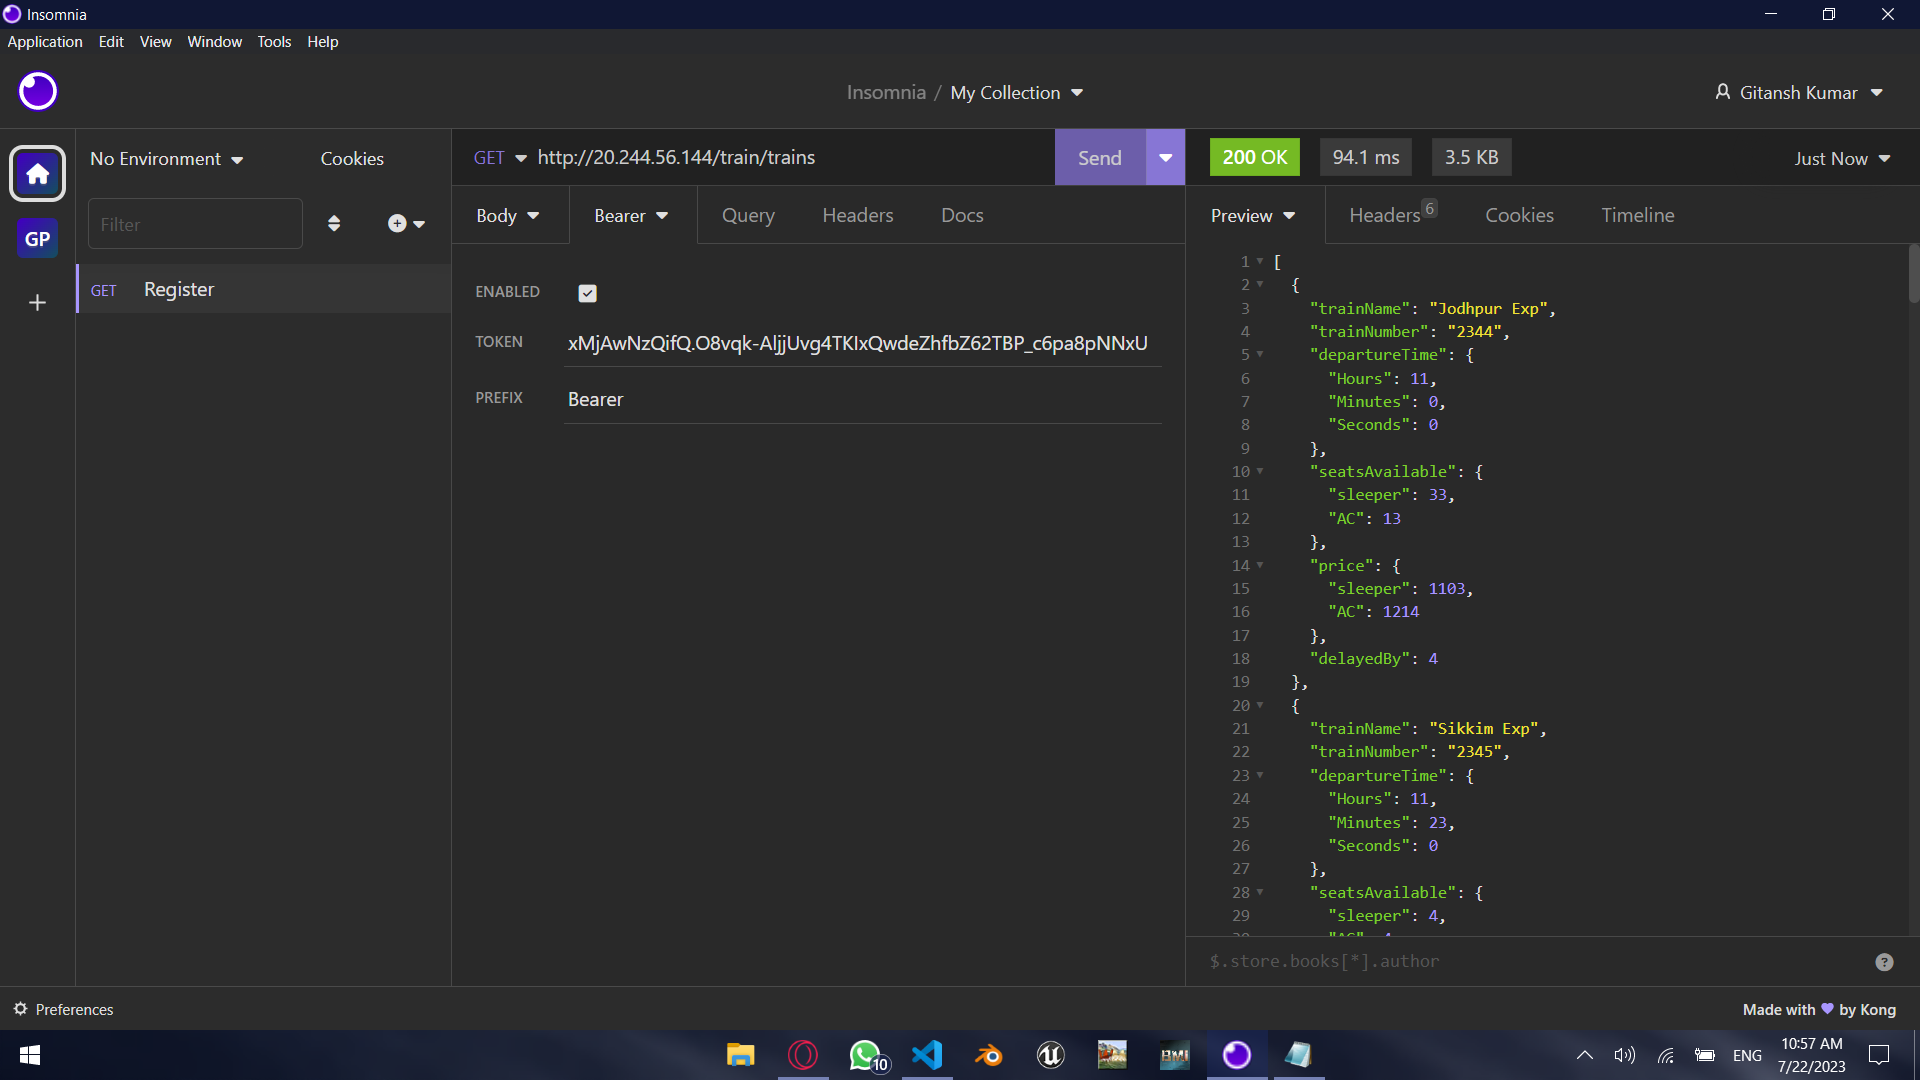 Insomnia
Application Edit View Window Tools Help
Insomnia / My Collection
Gitansh Kumar
No Environment Cookies
GET http://20.244.56.144/train/trains Send
200 OK 94.1 ms 3.5 KB Just Now
Filter
Body Bearer Query Headers Docs
Preview Headers 6 Cookies Timeline
GP
GET Register
ENABLED
TOKEN xMjAwNzQifQ.O8vqk-AljjUvg4TKIxQwdeZhfbZ62TBP_c6pa8pNNxU
PREFIX Bearer
1 [
2 {
3 "trainName": "Jodhpur Exp",
4 "trainNumber": "2344",
5 "departureTime": {
6 "Hours": 11,
7 "Minutes": 0,
8 "Seconds": 0
9 },
10 "seatsAvailable": {
11 "sleeper": 33,
12 "AC": 13
13 },
14 "price": {
15 "sleeper": 1103,
16 "AC": 1214
17 },
18 "delayedBy": 4
19 },
20 {
21 "trainName": "Sikkim Exp",
22 "trainNumber": "2345",
23 "departureTime": {
24 "Hours": 11,
25 "Minutes": 23,
26 "Seconds": 0
27 },
28 "seatsAvailable": {
29 "sleeper": 4,
$.store.books[*].author
Preferences
Made with by Kong
10
BMI
ENG
10:57 AM
7/22/2023